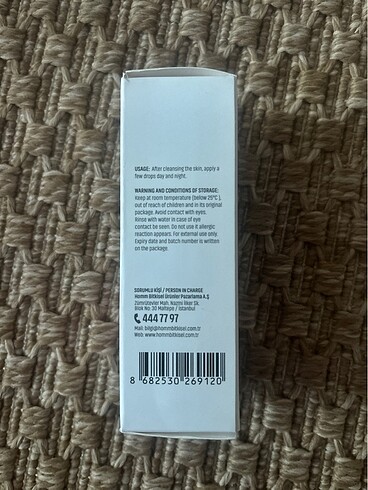 USAGE: After cleansing the skin, apply a
few drops day and night.
WARNING AND CONDITIONS OF STORAGE:
Keep at room temperature (below 25°C ),
out of reach of children and in its original
package. Avoid contact with eyes.
Rinse with water in case of eye
contact be seen. Do not use it allergic
reaction appears. For external use only.
Expiry date and batch number is written
on the package.
SORUMLU KİŞİ / PERSON IN CHARGE
Homm Bitkisel Ürünler Pazarlama A.Ş
Zümrütevler Mah. Nazmi İlker Sk.
Blok No: 30 Maltepe / İstanbul
444 77 97
Mail: bilgi@hommbitkisel.com.tr
Web: www.hommbitkisel.com.tr
8 682530 269120